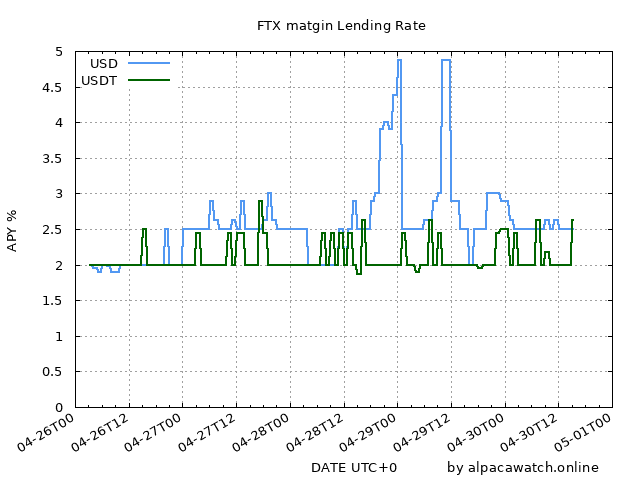 FTX matgin Lending Rate
USD
USDT
5
4.5
4
3.5
3
2.5
2
1.5
1
0.5
0
APY %
04-26T00
04-26T12
04-27T00
04-27T12
04-28T00
04-28T12
04-29T00
04-29T12
04-30T00
04-30T12
05-01T00
DATE UTC+0
by alpacawatch.online